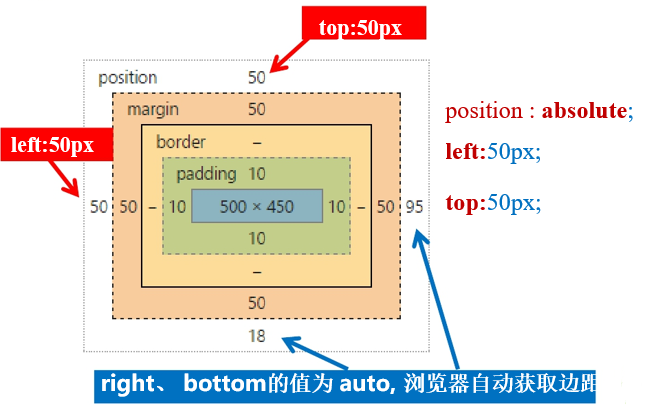 top:50px
position 50
margin 50
position : absolute;
border –
left:50px
left:50px;
padding 10
50 50 – 10 500 × 450 10 – 50 95
top:50px;
10
–
50
18
right、bottom的值为 auto, 浏览器自动获取边距